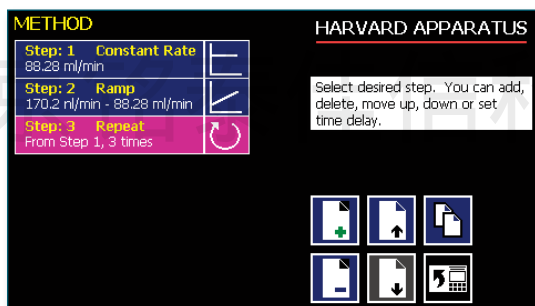 METHOD
Step: 1 Constant Rate
88.28 ml/min
Step: 2 Ramp
170.2 nl/min - 88.28 ml/min
Step: 3 Repeat
From Step 1, 3 times
HARVARD APPARATUS
Select desired step. You can add,
delete, move up, down or set
time delay.